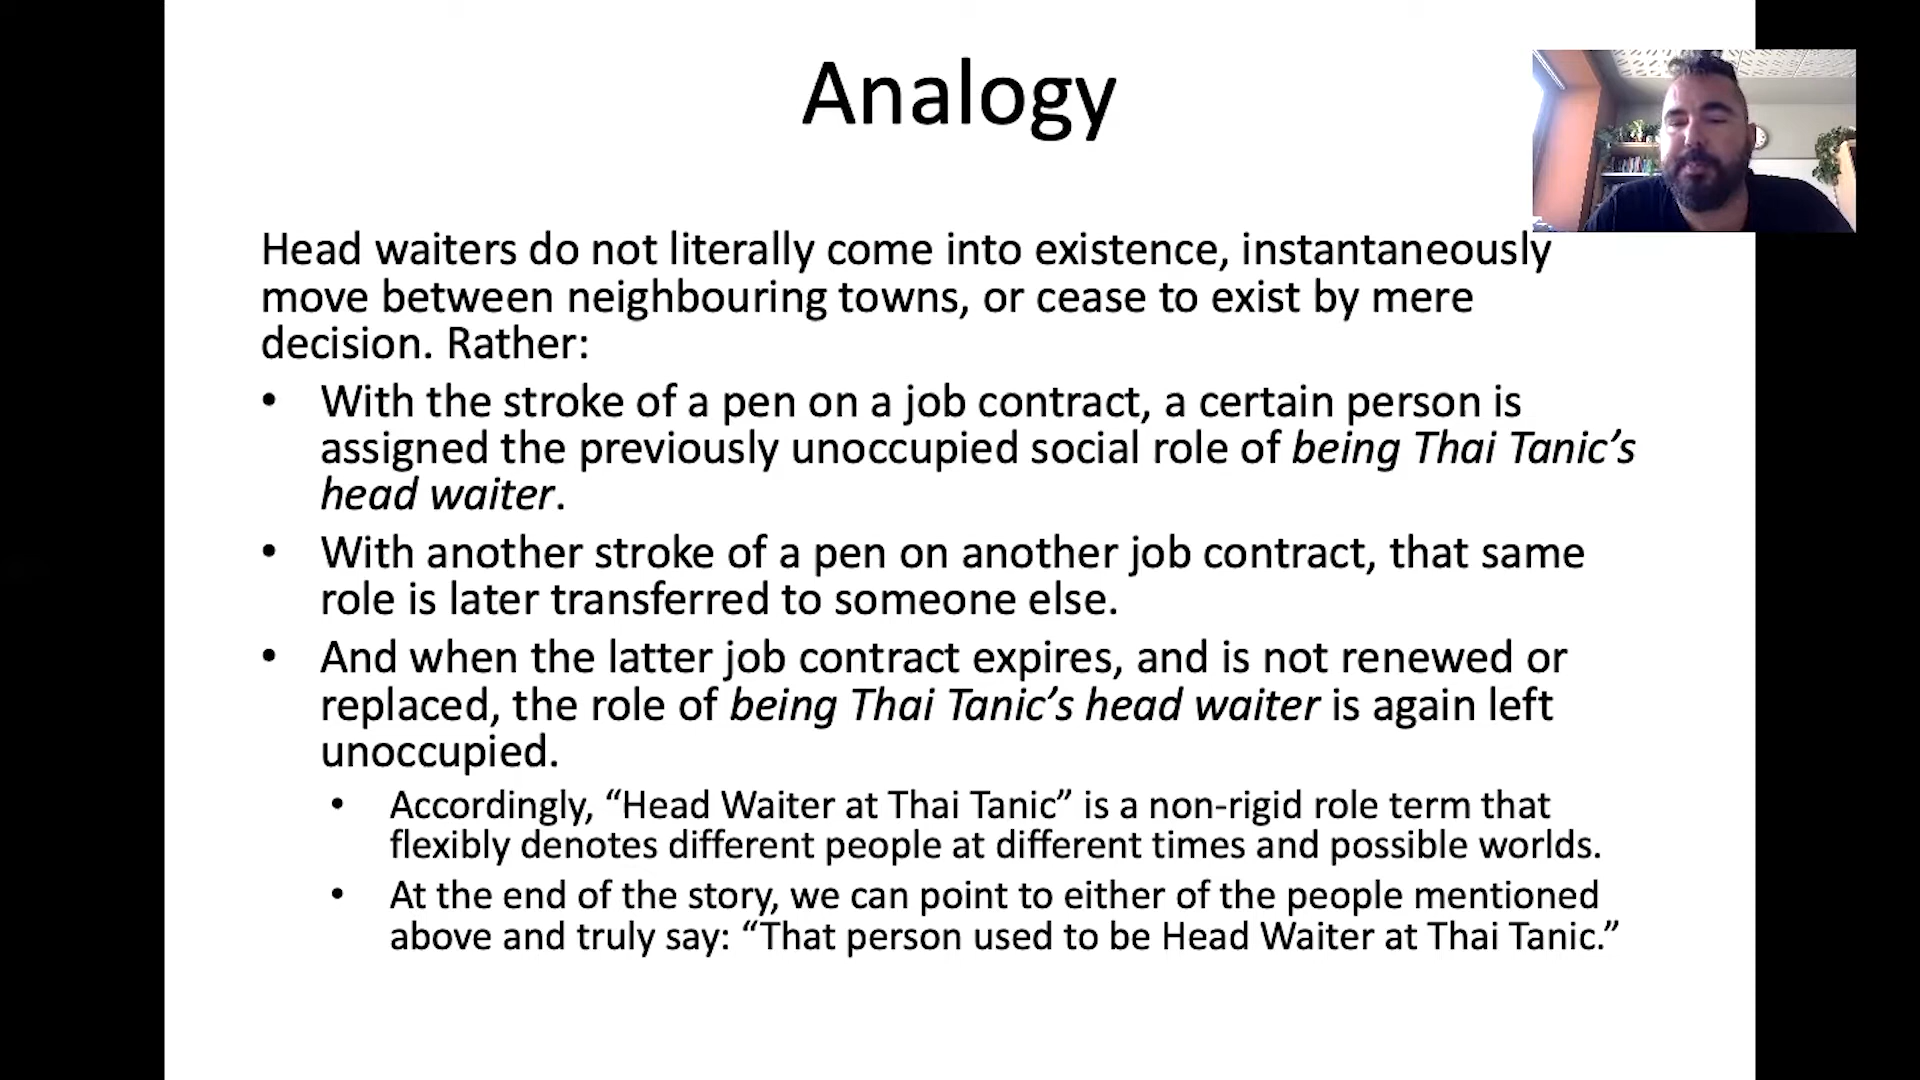 Analogy
Head waiters do not literally come into existence, instantaneously
move between neighbouring towns, or cease to exist by mere
decision. Rather:
• With the stroke of a pen on a job contract, a certain person is
assigned the previously unoccupied social role of being Thai Tanic’s
head waiter.
• With another stroke of a pen on another job contract, that same
role is later transferred to someone else.
• And when the latter job contract expires, and is not renewed or
replaced, the role of being Thai Tanic’s head waiter is again left
unoccupied.
• Accordingly, “Head Waiter at Thai Tanic” is a non-rigid role term that
flexibly denotes different people at different times and possible worlds.
• At the end of the story, we can point to either of the people mentioned
above and truly say: “That person used to be Head Waiter at Thai Tanic.”